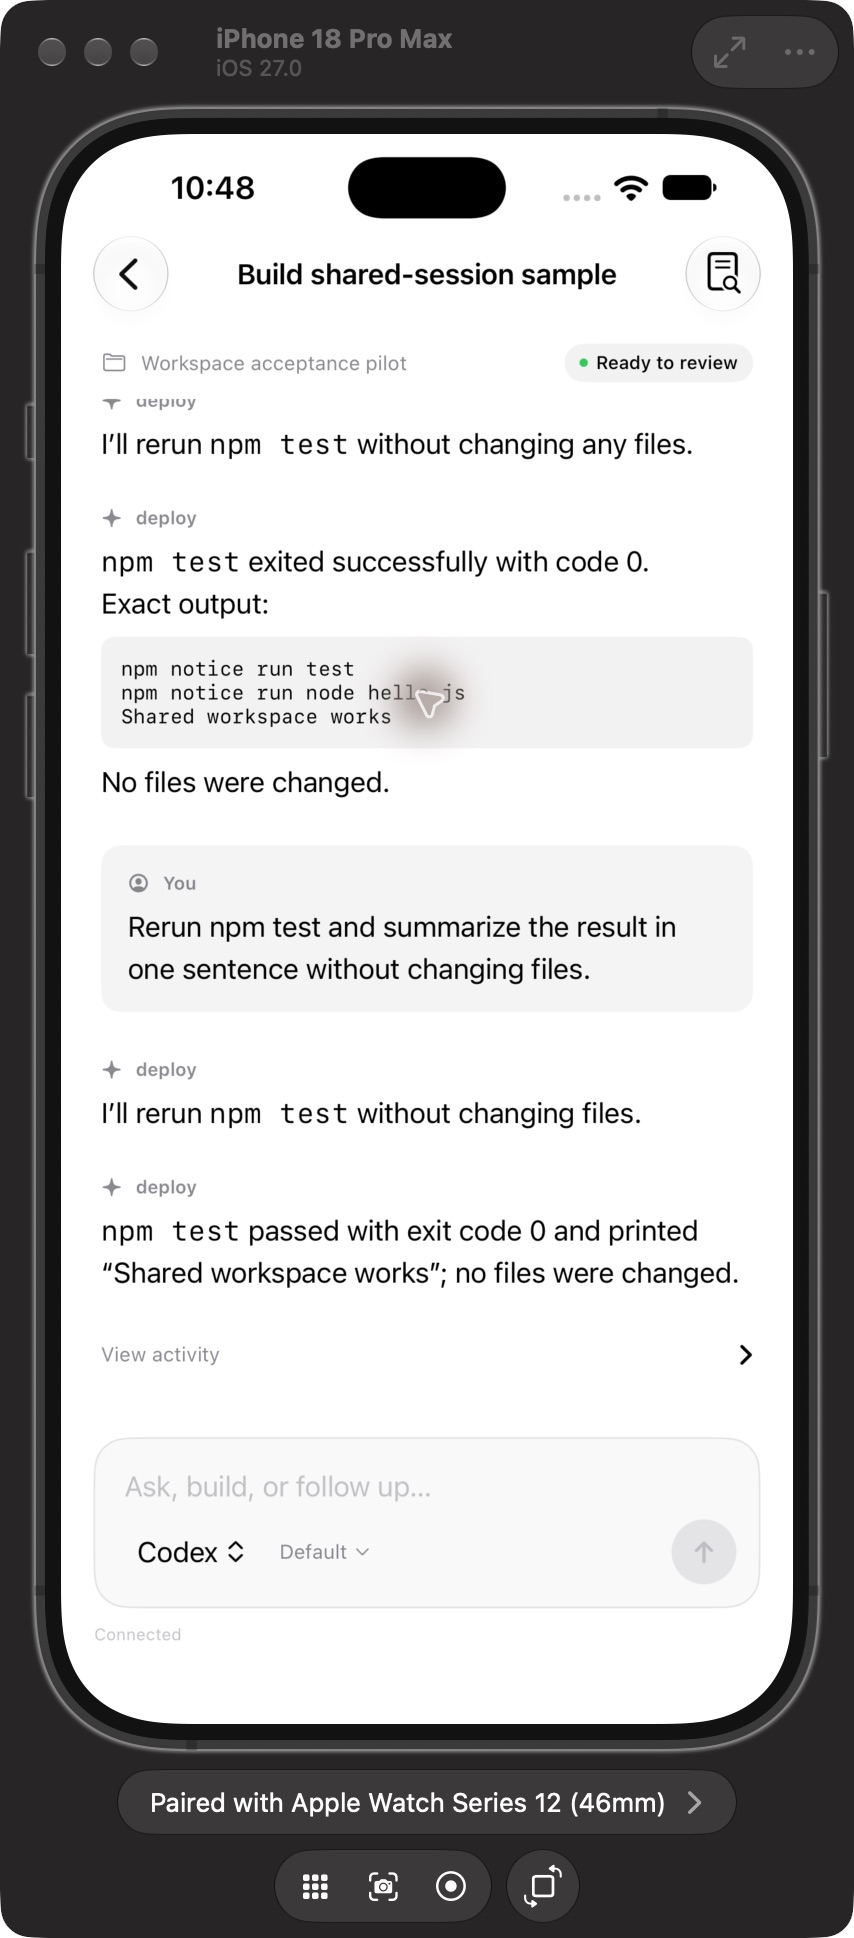 iPhone 18 Pro Max
iOS 27.0
10:48
Build shared-session sample
Workspace acceptance pilot
Ready to review
deploy
I’ll rerun npm test without changing any files.
deploy
npm test exited successfully with code 0.
Exact output:
npm notice run test
npm notice run node hello.js
Shared workspace works
No files were changed.
You
Rerun npm test and summarize the result in
one sentence without changing files.
deploy
I’ll rerun npm test without changing files.
deploy
npm test passed with exit code 0 and printed
“Shared workspace works”; no files were changed.
View activity
Ask, build, or follow up...
Codex
Default
Connected
Paired with Apple Watch Series 12 (46mm)